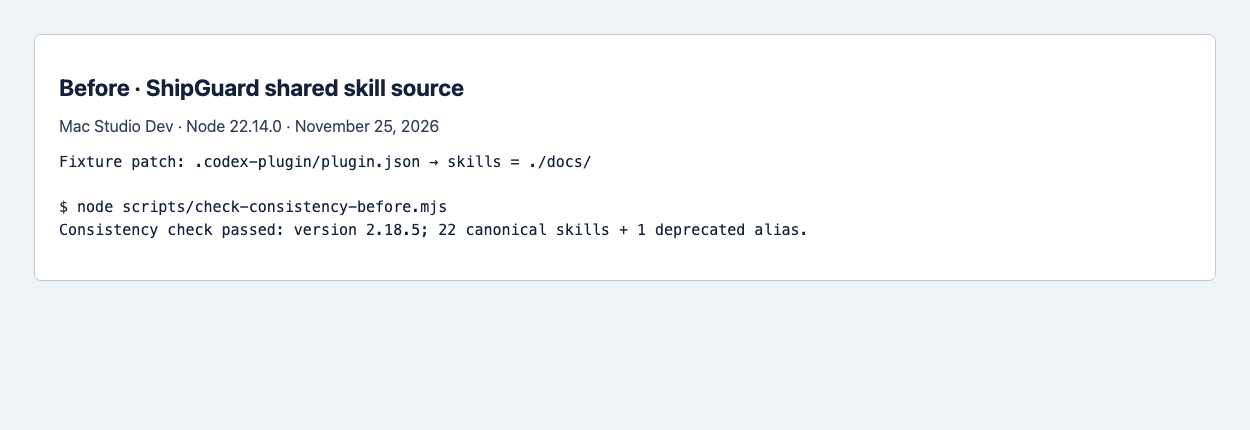 Before · ShipGuard shared skill source
Mac Studio Dev · Node 22.14.0 · November 25, 2026
Fixture patch: .codex-plugin/plugin.json → skills = ./docs/
$ node scripts/check-consistency-before.mjs
Consistency check passed: version 2.18.5; 22 canonical skills + 1 deprecated alias.